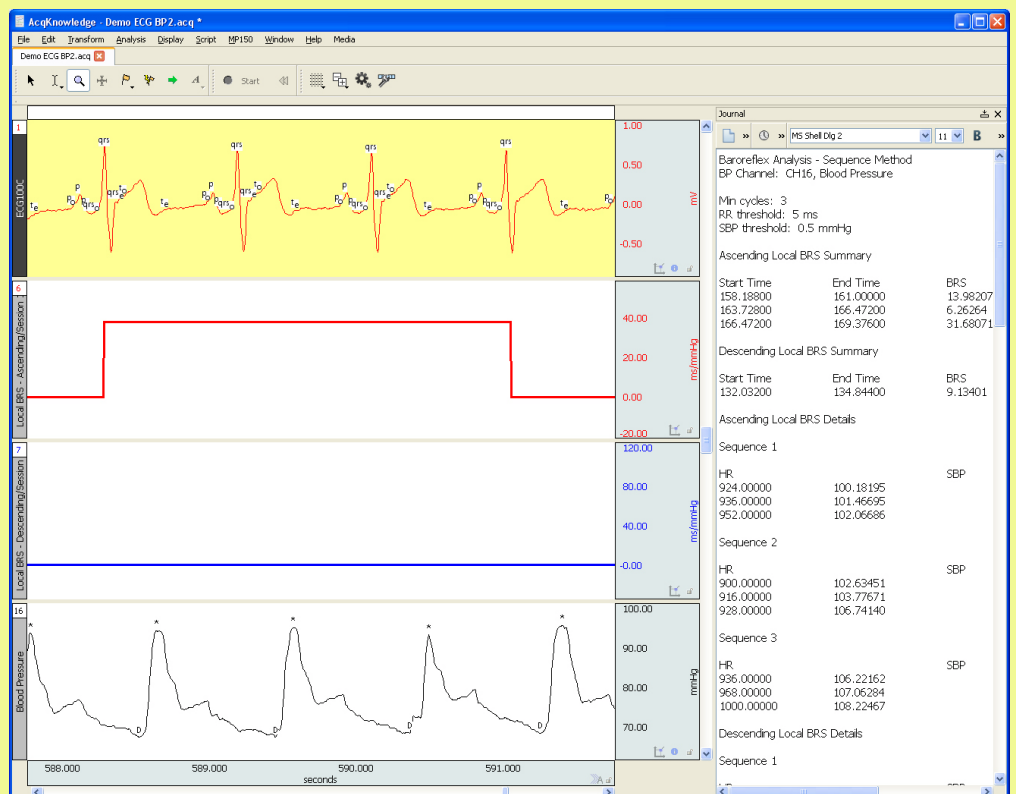 AcqKnowledge - Demo ECG BP2.acq *
File Edit Transform Analysis Display Script MP150 Window Help Media
Demo ECG BP2.acq
Start
1
ECG100C
qrs qrs qrs qrs
1.00
0.50
0.00
-0.50
mV
6
Local BRS - Ascending/Session
40.00
20.00
0.00
-20.00
ms/mmHg
7
Local BRS - Descending/Session
120.00
80.00
40.00
-0.00
ms/mmHg
16
Blood Pressure
* * * * *
D D D D
100.00
90.00
80.00
70.00
mmHg
588.000 589.000 590.000 591.000
seconds
Journal
MS Shell Dlg 2 11 B
Baroreflex Analysis - Sequence Method
BP Channel: CH16, Blood Pressure
Min cycles: 3
RR threshold: 5 ms
SBP threshold: 0.5 mmHg
Ascending Local BRS Summary
Start Time End Time BRS
158.18800 161.00000 13.98207
163.72800 166.47200 6.26264
166.47200 169.37600 31.68071
Descending Local BRS Summary
Start Time End Time BRS
132.03200 134.84400 9.13401
Ascending Local BRS Details
Sequence 1
HR SBP
924.00000 100.18195
936.00000 101.46695
952.00000 102.06686
Sequence 2
HR SBP
900.00000 102.63451
916.00000 103.77671
928.00000 106.74140
Sequence 3
HR SBP
936.00000 106.22162
968.00000 107.06284
1000.00000 108.22467
Descending Local BRS Details
Sequence 1